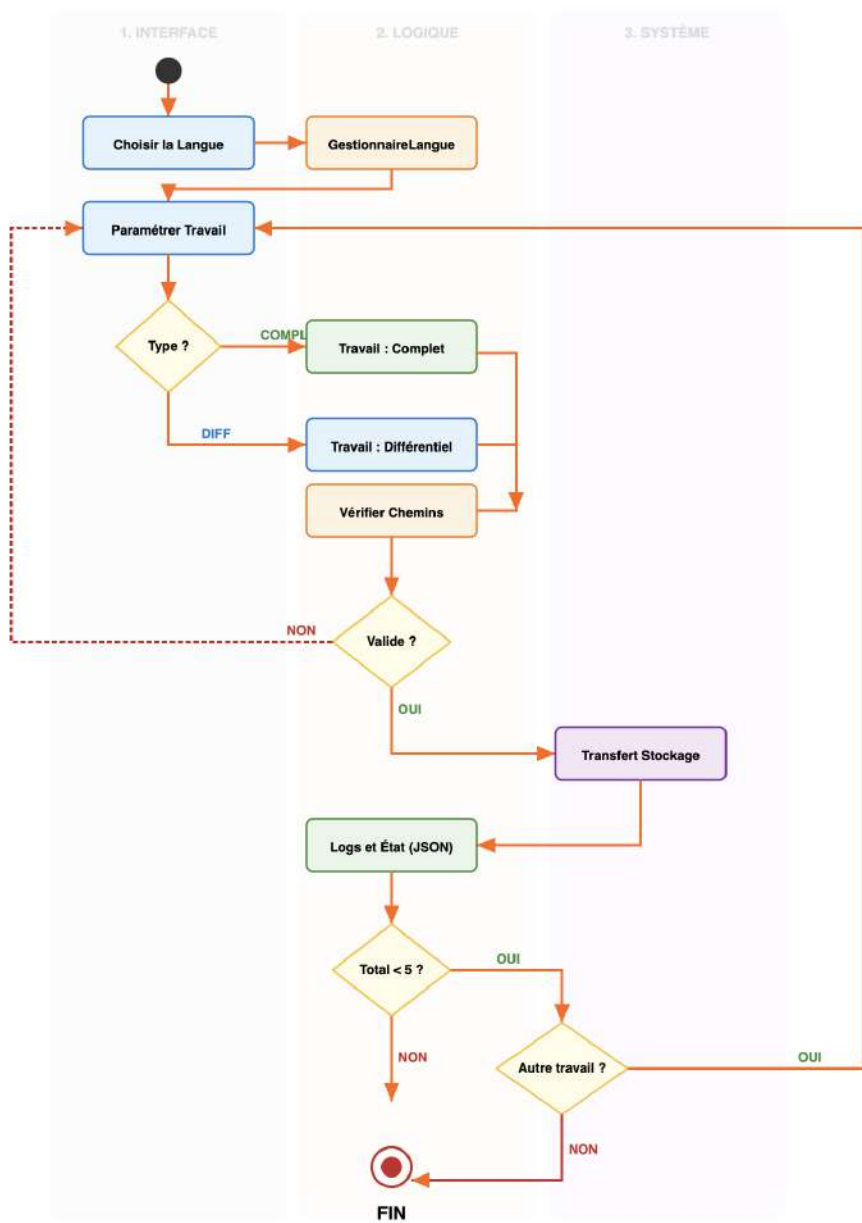 1. INTERFACE
2. LOGIQUE
3. SYSTÈME
Choisir la Langue
GestionnaireLangue
Paramétrer Travail
Type ?
COMPL
Travail : Complet
DIFF
Travail : Différentiel
Vérifier Chemins
NON
Valide ?
OUI
Transfert Stockage
Logs et État (JSON)
Total < 5 ?
OUI
NON
Autre travail ?
OUI
NON
FIN